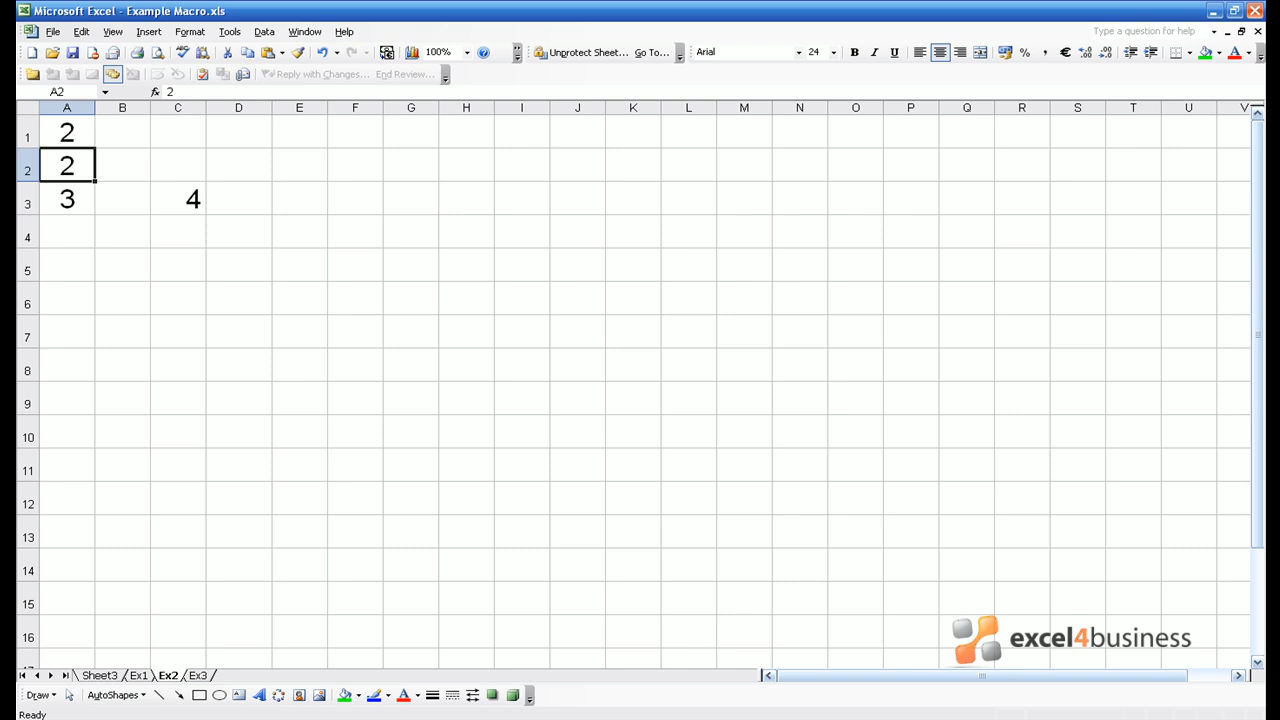 Microsoft Excel - Example Macro.xls
File Edit View Insert Format Tools Data Window Help Type a question for help
100% Unprotect Sheet... Go To... Arial 24 B I U % , €
Reply with Changes... End Review...
A2 fx 2
A B C D E F G H I J K L M N O P Q R S T U V
1 2
2 2
3 3 4
4
5
6
7
8
9
10
11
12
13
14
15
16
excel4business
Sheet3 Ex1 Ex2 Ex3
Draw AutoShapes
Ready